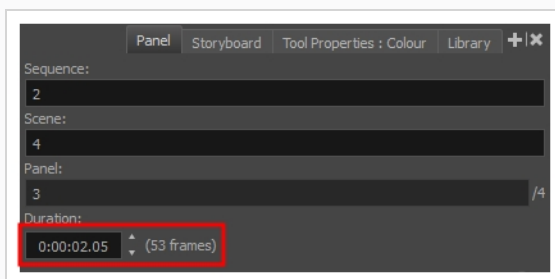 Panel Storyboard Tool Properties : Colour Library
Sequence:
2
Scene:
4
Panel:
3 /4
Duration:
0:00:02.05 (53 frames)